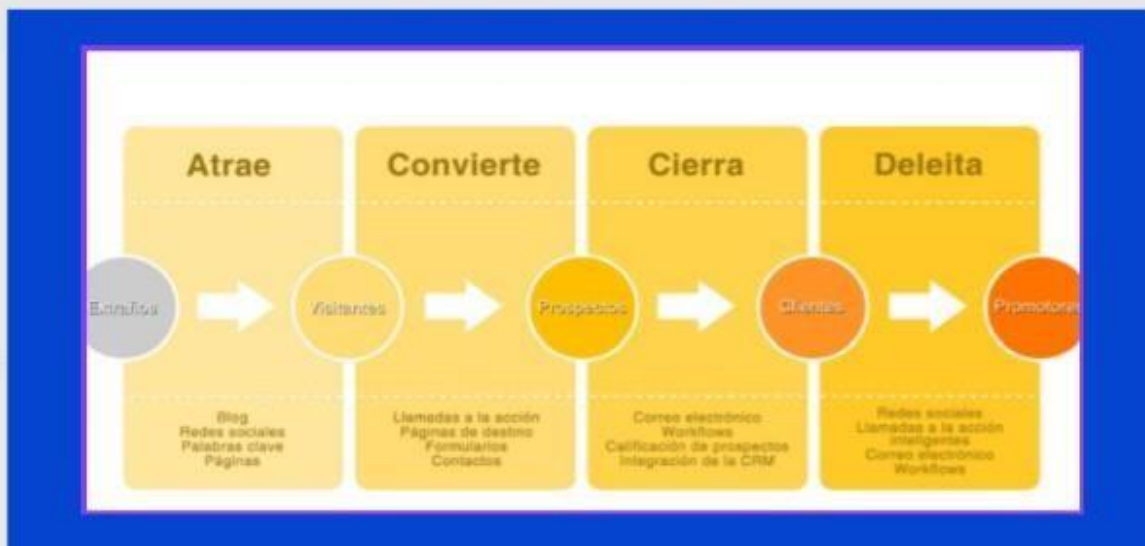 Atrae
Convierte
Cierra
Deleita
Extraños
Visitantes
Prospectos
Clientes
Promotores
Blog
Redes sociales
Palabras clave
Páginas
Llamadas a la acción
Páginas de destino
Formularios
Contactos
Correo electrónico
Workflows
Calificación de prospectos
Integración de la CRM
Redes sociales
Llamadas a la acción
inteligentes
Correo electrónico
Workflows